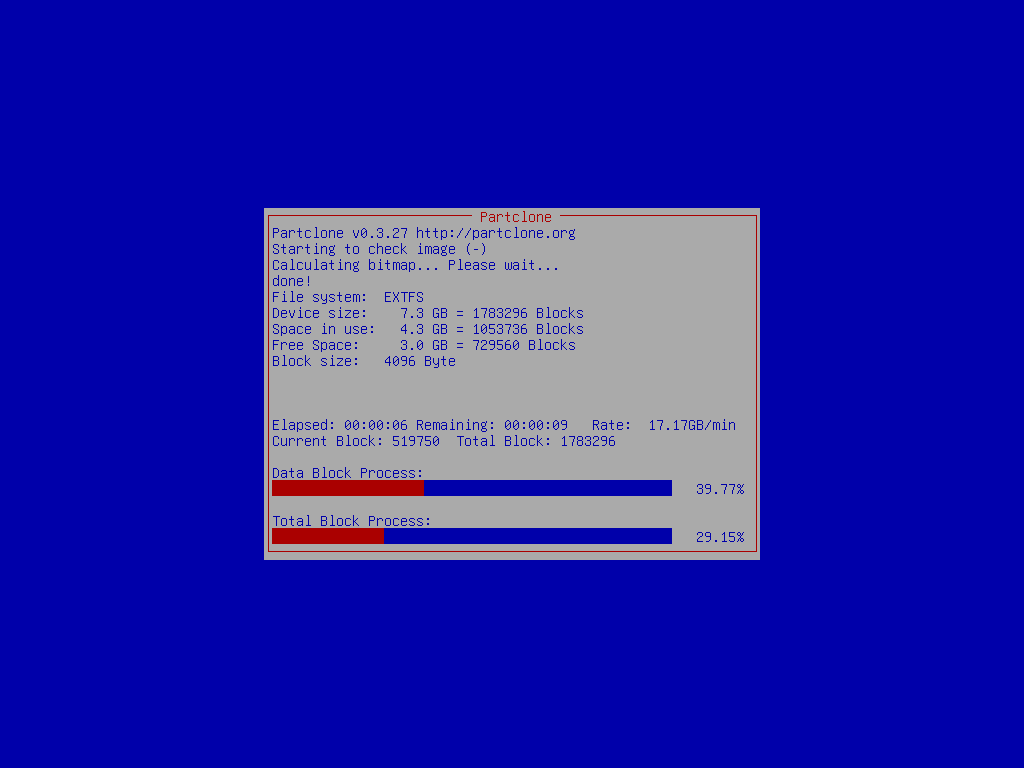 Partclone
Partclone v0.3.27 http://partclone.org
Starting to check image (-)
Calculating bitmap... Please wait...
done!
File system:  EXTFS
Device size:    7.3 GB = 1783296 Blocks
Space in use:   4.3 GB = 1053736 Blocks
Free Space:     3.0 GB = 729560 Blocks
Block size:   4096 Byte
Elapsed: 00:00:06 Remaining: 00:00:09   Rate:  17.17GB/min
Current Block: 519750  Total Block: 1783296
Data Block Process:
39.77%
Total Block Process:
29.15%